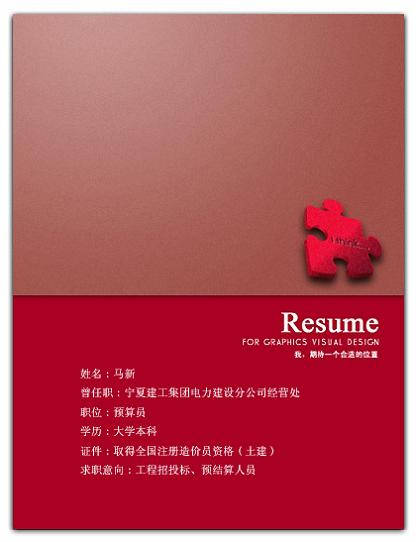 I think...
Resume
FOR GRAPHICS VISUAL DESIGN
我，期待一个合适的位置
姓名：马新
曾任职：宁夏建工集团电力建设分公司经营处
职位：预算员
学历：大学本科
证件：取得全国注册造价员资格（土建）
求职意向：工程招投标、预结算人员